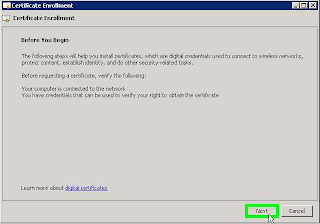 Certificate Enrollment
Certificate Enrollment
Before You Begin
The following steps will help you install certificates, which are digital credentials used to connect to wireless networks,
protect content, establish identity, and do other security-related tasks.
Before requesting a certificate, verify the following:
Your computer is connected to the network
You have credentials that can be used to verify your right to obtain the certificate
Learn more about digital certificates
Next
Cancel